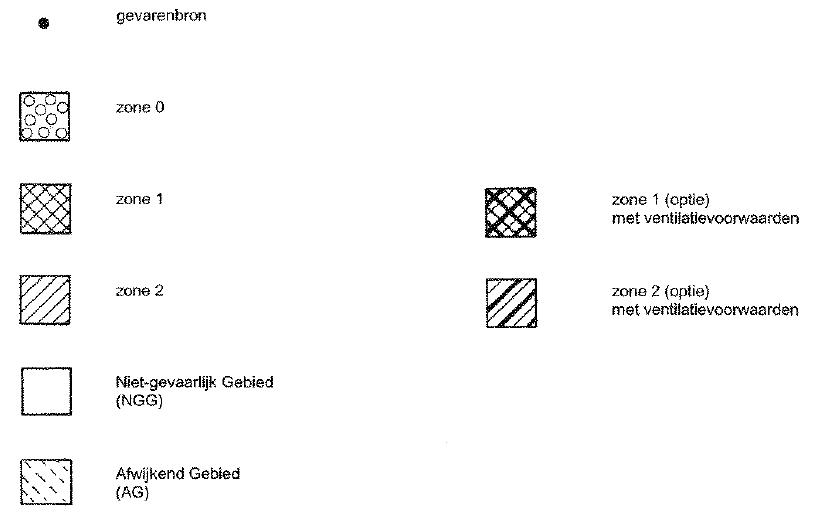 gevarenbron
zone 0
zone 1
zone 1 (optie)
met ventilatievoorwaarden
zone 2
zone 2 (optie)
met ventilatievoorwaarden
Niet-gevaarlijk Gebied
(NGG)
Afwijkend Gebied
(AG)